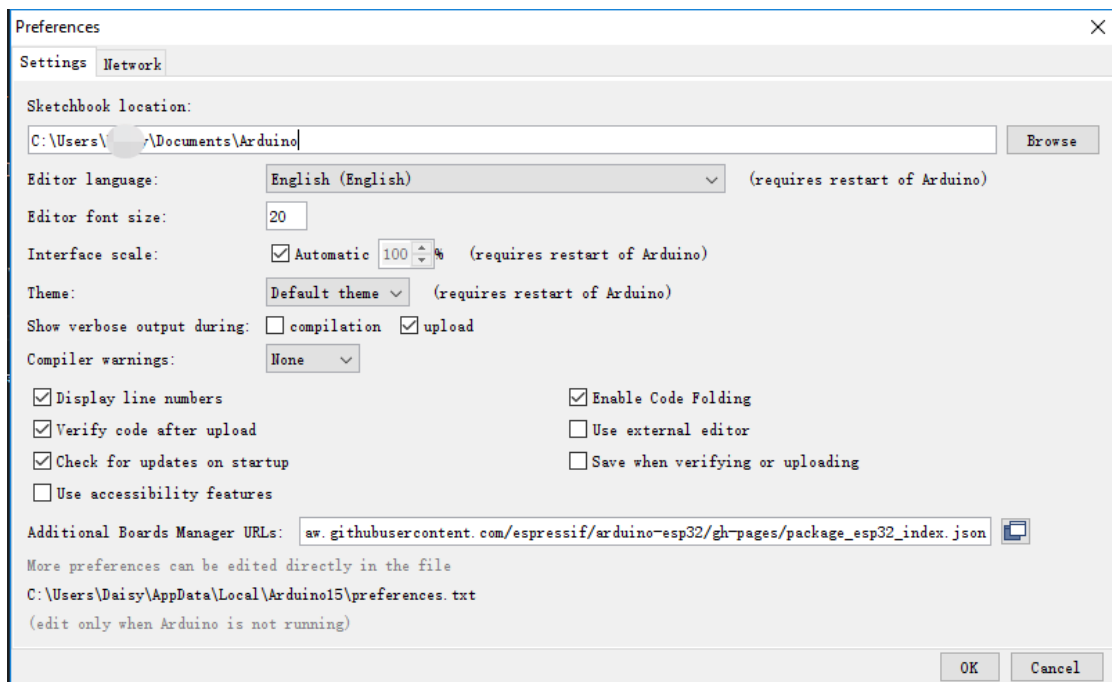 Preferences
Settings Network
Sketchbook location:
C:\Users\ y\Documents\Arduino Browse
Editor language: English (English) (requires restart of Arduino)
Editor font size: 20
Interface scale: Automatic 100 % (requires restart of Arduino)
Theme: Default theme (requires restart of Arduino)
Show verbose output during: compilation upload
Compiler warnings: None
Display line numbers Enable Code Folding
Verify code after upload Use external editor
Check for updates on startup Save when verifying or uploading
Use accessibility features
Additional Boards Manager URLs: aw.githubusercontent.com/espressif/arduino-esp32/gh-pages/package_esp32_index.json
More preferences can be edited directly in the file
C:\Users\Daisy\AppData\Local\Arduino15\preferences.txt
(edit only when Arduino is not running)
OK Cancel